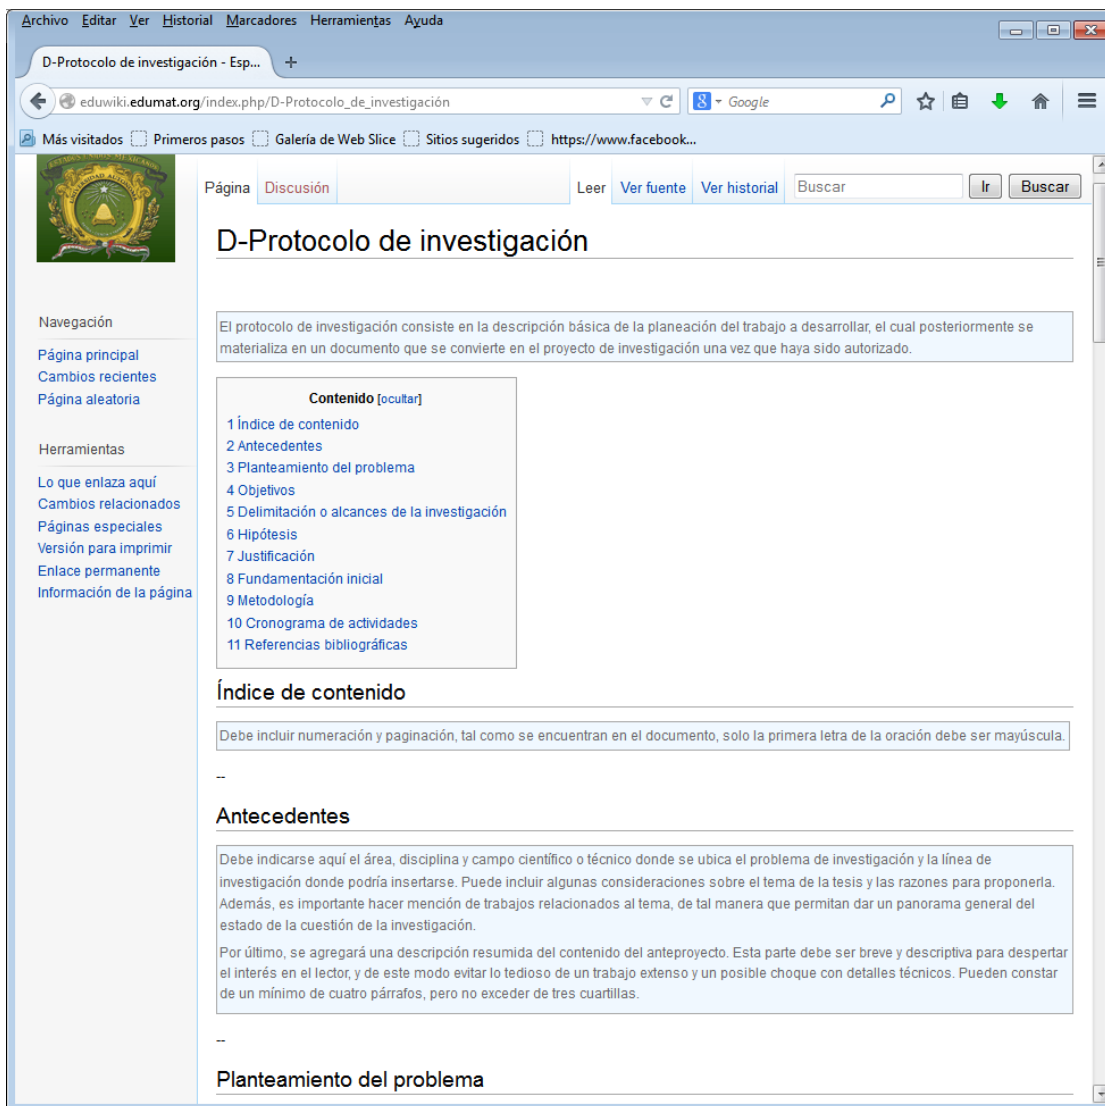 Archivo Editar Ver Historial Marcadores Herramientas Ayuda
D-Protocolo de investigación - Esp...
eduwiki.edumat.org/index.php/D-Protocolo_de_investigación
Google
Más visitados Primeros pasos Galería de Web Slice Sitios sugeridos https://www.facebook...
Página Discusión Leer Ver fuente Ver historial Buscar Ir Buscar
D-Protocolo de investigación
Navegación
Página principal
Cambios recientes
Página aleatoria
Herramientas
Lo que enlaza aquí
Cambios relacionados
Páginas especiales
Versión para imprimir
Enlace permanente
Información de la página
El protocolo de investigación consiste en la descripción básica de la planeación del trabajo a desarrollar, el cual posteriormente se
materializa en un documento que se convierte en el proyecto de investigación una vez que haya sido autorizado.
Contenido [ocultar]
1 Índice de contenido
2 Antecedentes
3 Planteamiento del problema
4 Objetivos
5 Delimitación o alcances de la investigación
6 Hipótesis
7 Justificación
8 Fundamentación inicial
9 Metodología
10 Cronograma de actividades
11 Referencias bibliográficas
Índice de contenido
Debe incluir numeración y paginación, tal como se encuentran en el documento, solo la primera letra de la oración debe ser mayúscula.
--
Antecedentes
Debe indicarse aquí el área, disciplina y campo científico o técnico donde se ubica el problema de investigación y la línea de
investigación donde podría insertarse. Puede incluir algunas consideraciones sobre el tema de la tesis y las razones para proponerla.
Además, es importante hacer mención de trabajos relacionados al tema, de tal manera que permitan dar un panorama general del
estado de la cuestión de la investigación.
Por último, se agregará una descripción resumida del contenido del anteproyecto. Esta parte debe ser breve y descriptiva para despertar
el interés en el lector, y de este modo evitar lo tedioso de un trabajo extenso y un posible choque con detalles técnicos. Pueden constar
de un mínimo de cuatro párrafos, pero no exceder de tres cuartillas.
--
Planteamiento del problema